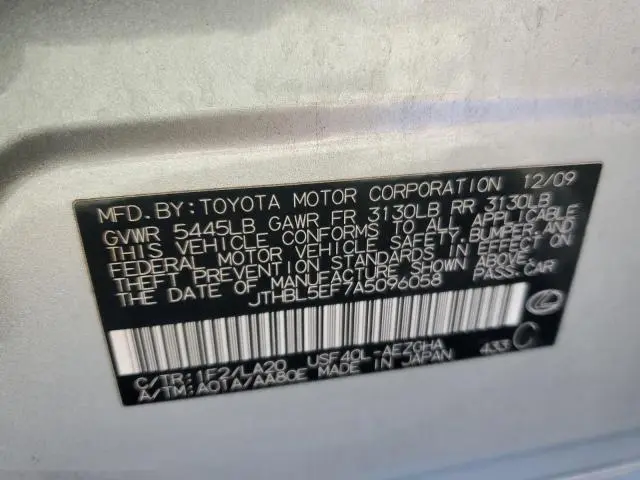 MFD. BY: TOYOTA MOTOR CORPORATION 12/09
GVWR 5445LB GAWR FR 3130LB RR 3130LB
THIS VEHICLE CONFORMS TO ALL APPLICABLE
FEDERAL MOTOR VEHICLE SAFETY, BUMPER, AND
THEFT PREVENTION STANDARDS IN EFFECT ON
THE DATE OF MANUFACTURE SHOWN ABOVE.
JTHBL5EF7A5096058 PASS. CAR
C/TR: 1F2/LA20 USF40L-AEZGHA
A/TM: A01A/AA80E MADE IN JAPAN 433 C